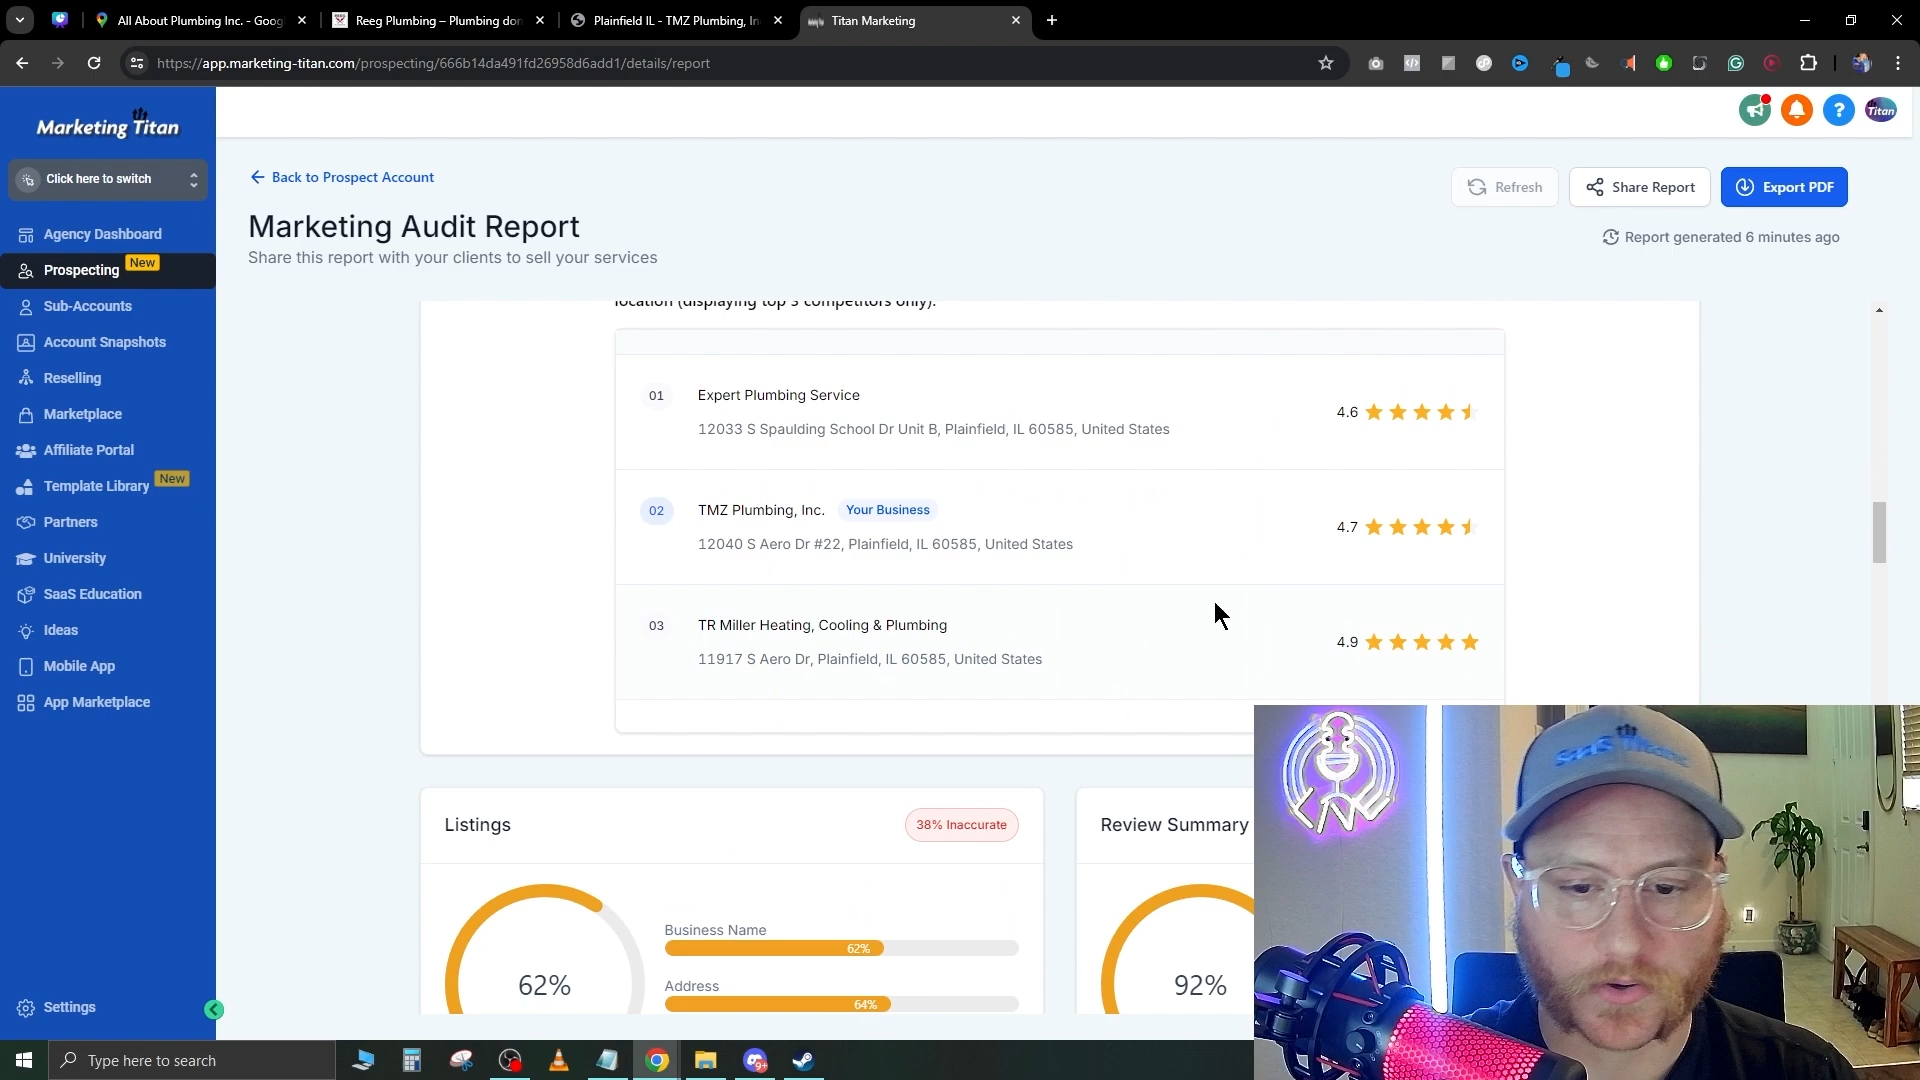 All About Plumbing Inc. - Goog
Reeg Plumbing – Plumbing don
Plainfield IL - TMZ Plumbing, In
Titan Marketing
https://app.marketing-titan.com/prospecting/666b14da491fd26958d6add1/details/report
Marketing Titan
Click here to switch
Agency Dashboard
Prospecting
New
Sub-Accounts
Account Snapshots
Reselling
Marketplace
Affiliate Portal
Template Library
New
Partners
University
SaaS Education
Ideas
Mobile App
App Marketplace
Settings
?
Titan
Back to Prospect Account
Refresh
Share Report
Export PDF
Marketing Audit Report
Share this report with your clients to sell your services
Report generated 6 minutes ago
location (displaying top 3 competitors only).
01
Expert Plumbing Service
12033 S Spaulding School Dr Unit B, Plainfield, IL 60585, United States
4.6
02
TMZ Plumbing, Inc.
Your Business
12040 S Aero Dr #22, Plainfield, IL 60585, United States
4.7
03
TR Miller Heating, Cooling & Plumbing
11917 S Aero Dr, Plainfield, IL 60585, United States
4.9
Listings
38% Inaccurate
62%
Business Name
62%
Address
64%
Review Summary
92%
SaaS Titan
Type here to search
9+